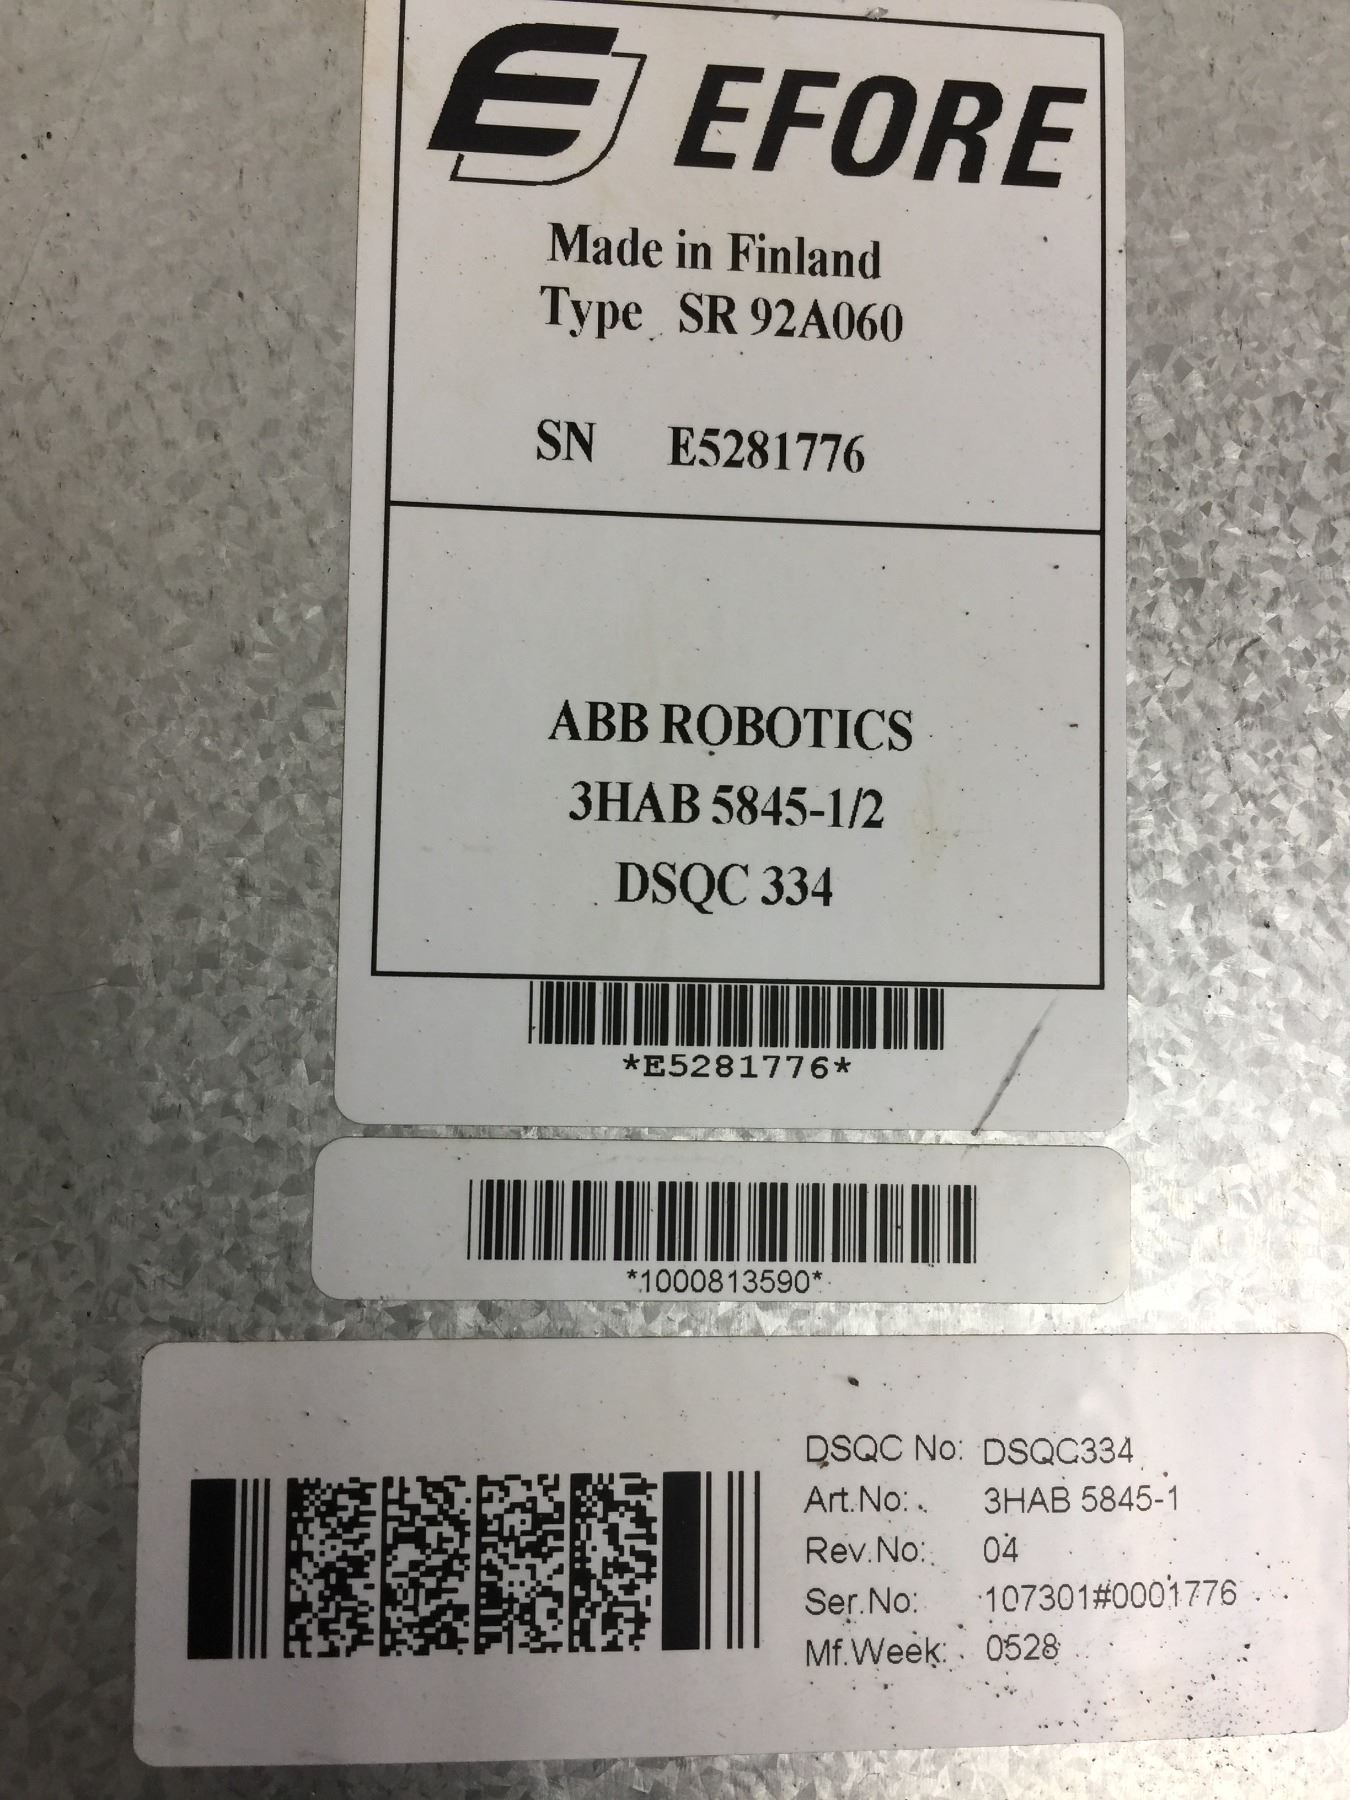 EFORE
Made in Finland
Type SR 92A060
SN E5281776
ABB ROBOTICS
3HAB 5845-1/2
DSQC 334
*E5281776*
*1000813590*
DSQC No: DSQC334
Art.No: 3HAB 5845-1
Rev.No: 04
Ser.No: 107301#0001776
Mf.Week: 0528